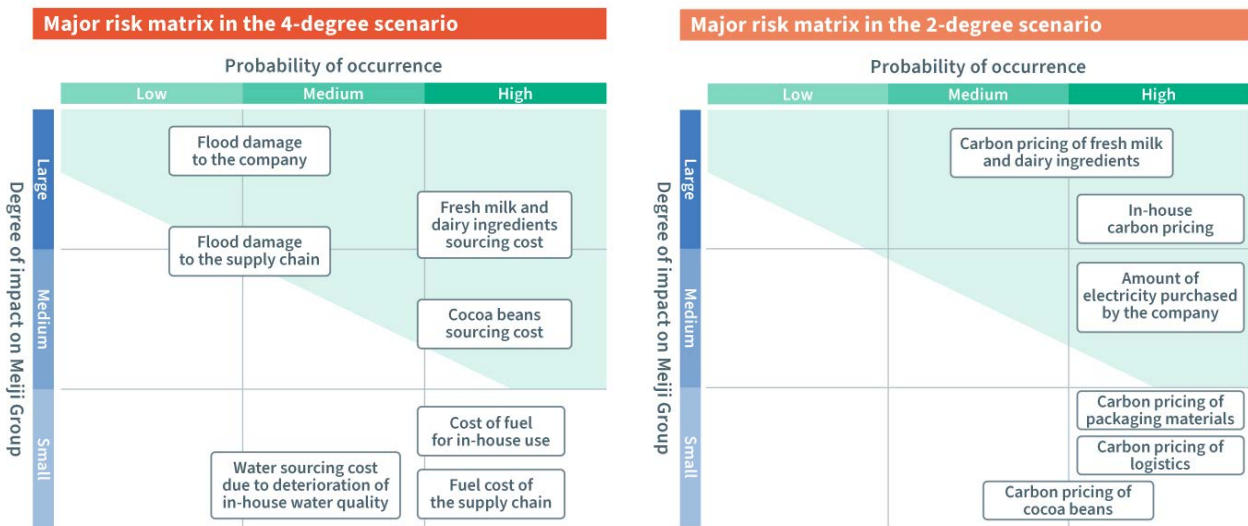 Major risk matrix in the 4-degree scenario
Probability of occurrence
Low
Medium
High
Degree of impact on Meiji Group
Large
Medium
Small
Flood damage
to the company
Fresh milk and
dairy ingredients
sourcing cost
Flood damage
to the supply chain
Cocoa beans
sourcing cost
Cost of fuel
for in-house use
Water sourcing cost
due to deterioration of
in-house water quality
Fuel cost of
the supply chain
Major risk matrix in the 2-degree scenario
Probability of occurrence
Low
Medium
High
Degree of impact on Meiji Group
Large
Medium
Small
Carbon pricing of fresh milk
and dairy ingredients
In-house
carbon pricing
Amount of
electricity purchased
by the company
Carbon pricing of
packaging materials
Carbon pricing of
logistics
Carbon pricing of
cocoa beans